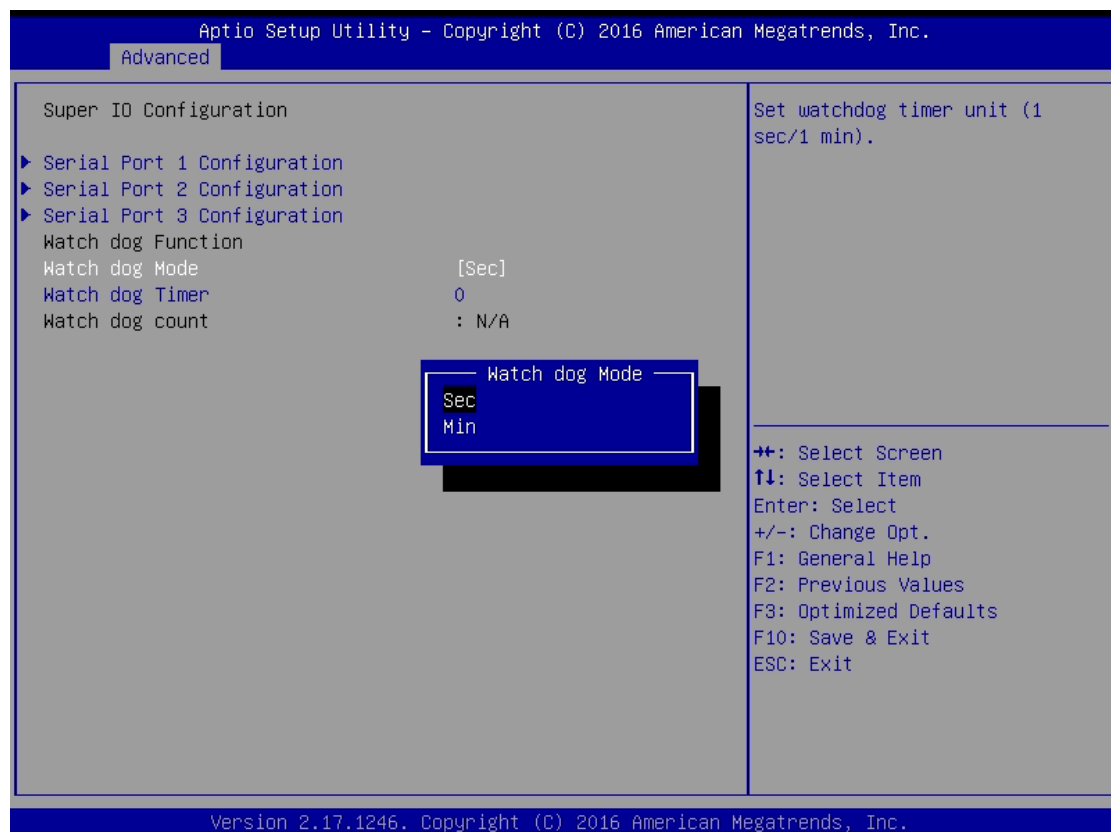 Aptio Setup Utility – Copyright (C) 2016 American Megatrends, Inc.
Advanced
Super IO Configuration
▶ Serial Port 1 Configuration
▶ Serial Port 2 Configuration
▶ Serial Port 3 Configuration
Watch dog Function
Watch dog Mode [Sec]
Watch dog Timer 0
Watch dog count : N/A
Watch dog Mode
Sec
Min
Set watchdog timer unit (1
sec/1 min).
→←: Select Screen
↑↓: Select Item
Enter: Select
+/-: Change Opt.
F1: General Help
F2: Previous Values
F3: Optimized Defaults
F10: Save & Exit
ESC: Exit
Version 2.17.1246. Copyright (C) 2016 American Megatrends, Inc.